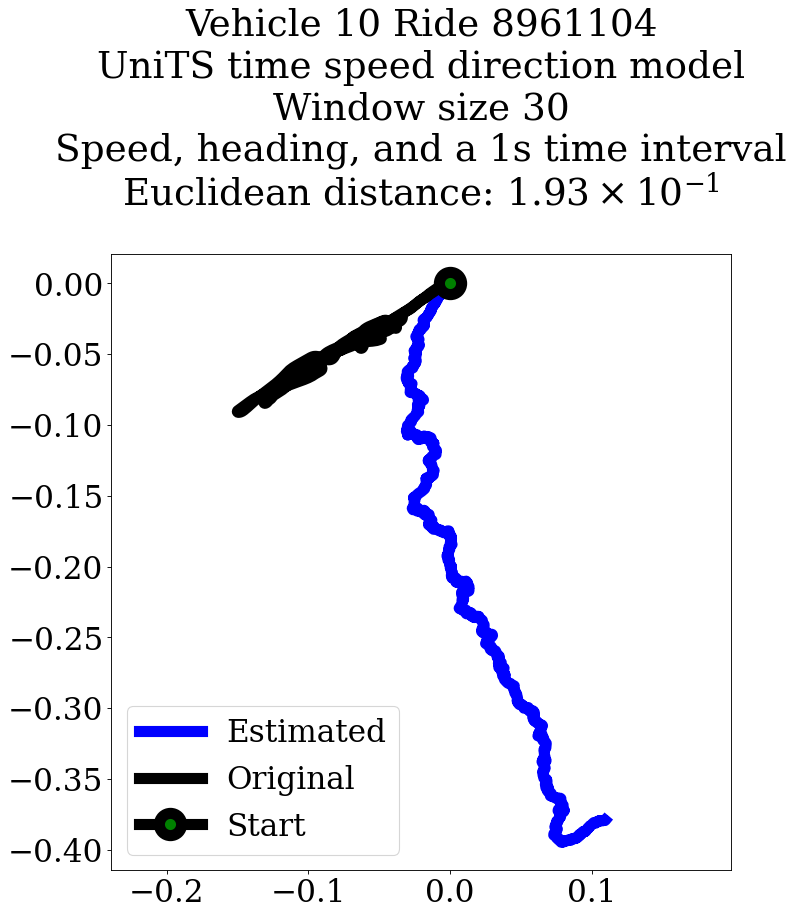 Vehicle 10 Ride 8961104
UniTS time speed direction model
Window size 30
Speed, heading, and a 1s time interval
Euclidean distance: 1.93 × 10⁻¹
0.00
−0.05
−0.10
−0.15
−0.20
−0.25
−0.30
−0.35
−0.40
Estimated
Original
Start
−0.2
−0.1
0.0
0.1